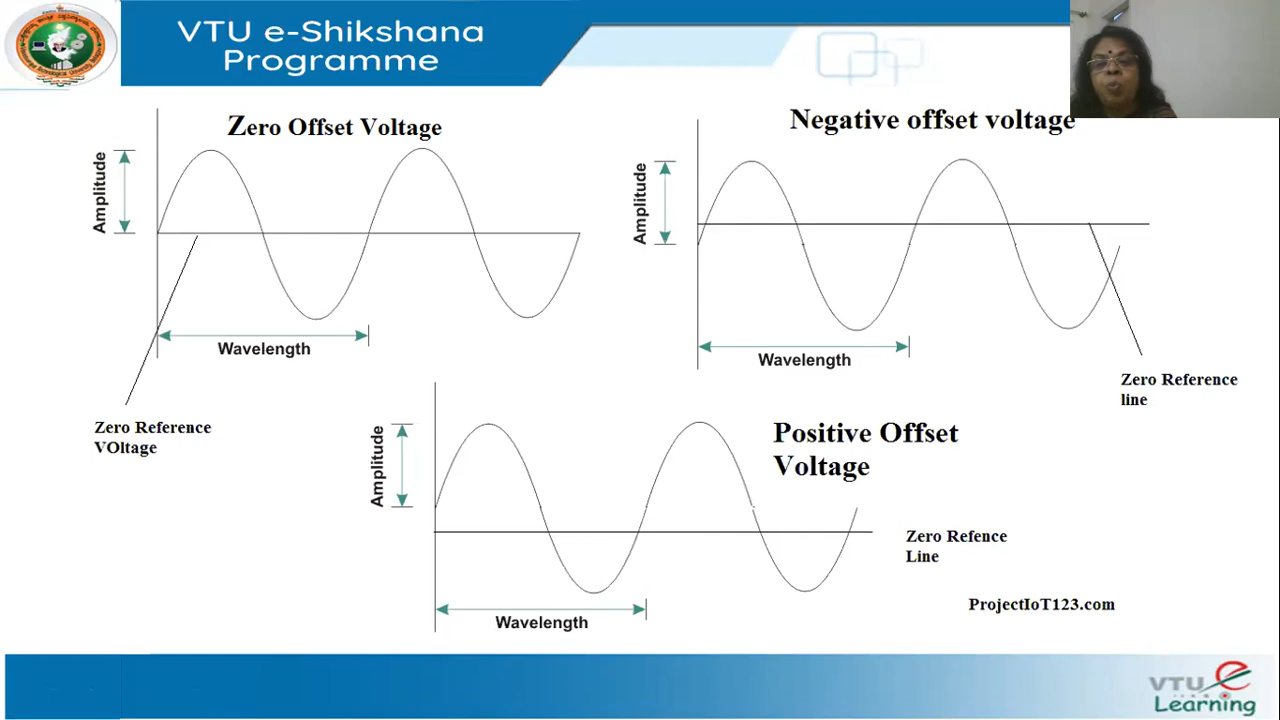 VTU e-Shikshana
Programme
Zero Offset Voltage
Amplitude
Wavelength
Zero Reference
VOltage
Negative offset voltage
Amplitude
Wavelength
Zero Reference
line
Positive Offset
Voltage
Amplitude
Wavelength
Zero Refence
Line
ProjectIoT123.com
VTU e
Learning